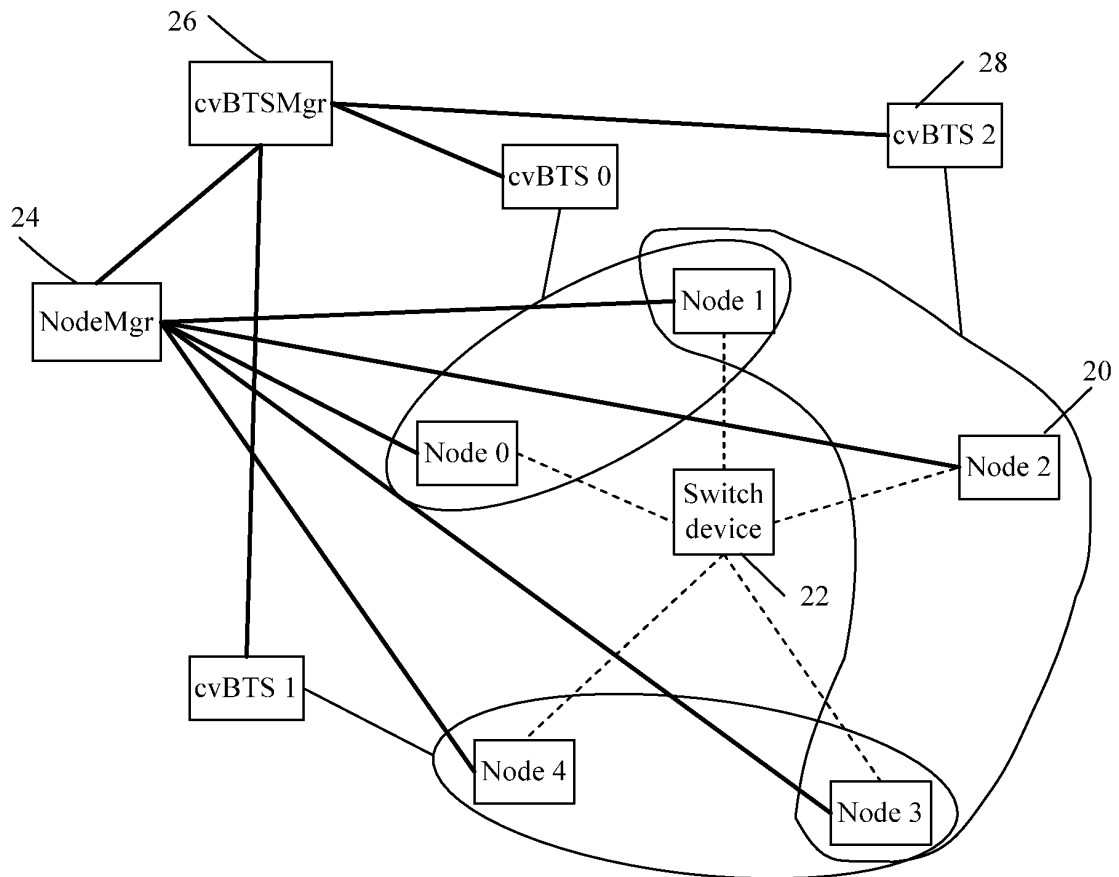 26
cvBTSMgr
28
cvBTS 2
cvBTS 0
24
NodeMgr
Node 1
20
Node 0
Node 2
Switch
device
22
cvBTS 1
Node 4
Node 3